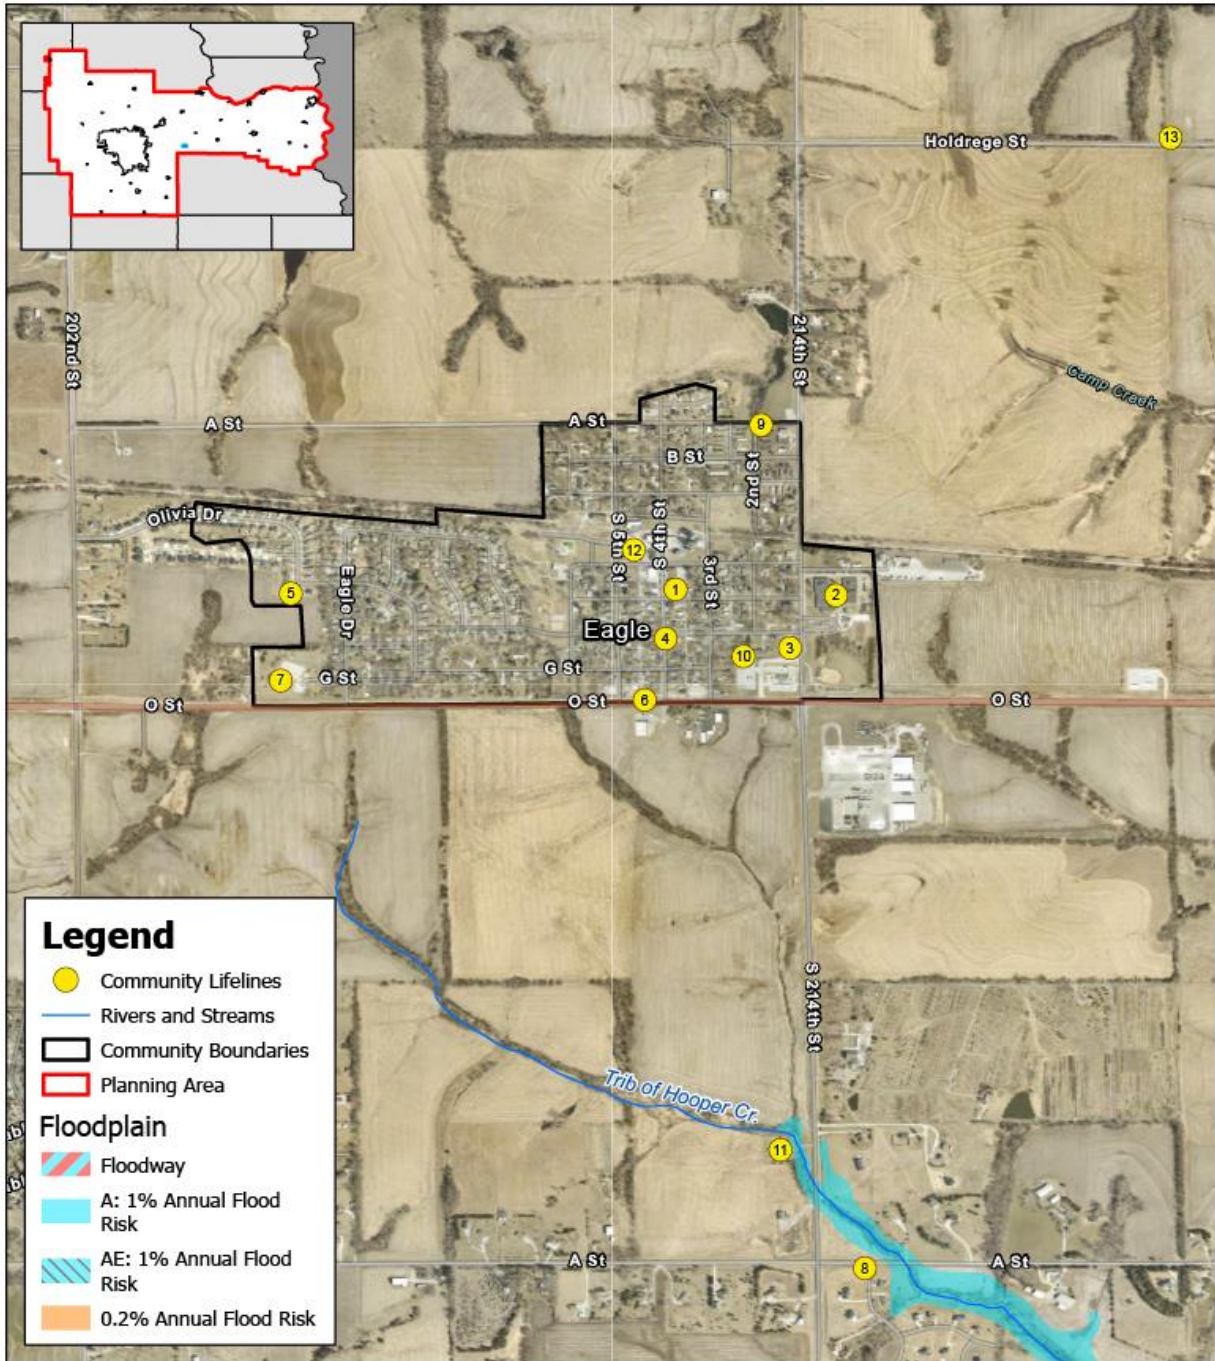 13
Holdrege St
202nd St
214th St
Camp Creek
A St
A St
9
B St
2nd St
Olivia Dr
S 5th St
S 4th St
12
3rd St
Eagle Dr
5
1
2
Eagle
4
10
3
G St
G St
7
O St
O St
6
O St
Legend
Community Lifelines
Rivers and Streams
Community Boundaries
Planning Area
Floodplain
Floodway
A: 1% Annual Flood
Risk
AE: 1% Annual Flood
Risk
0.2% Annual Flood Risk
S 214th St
Trib of Hooper Cr.
11
A St
8
A St